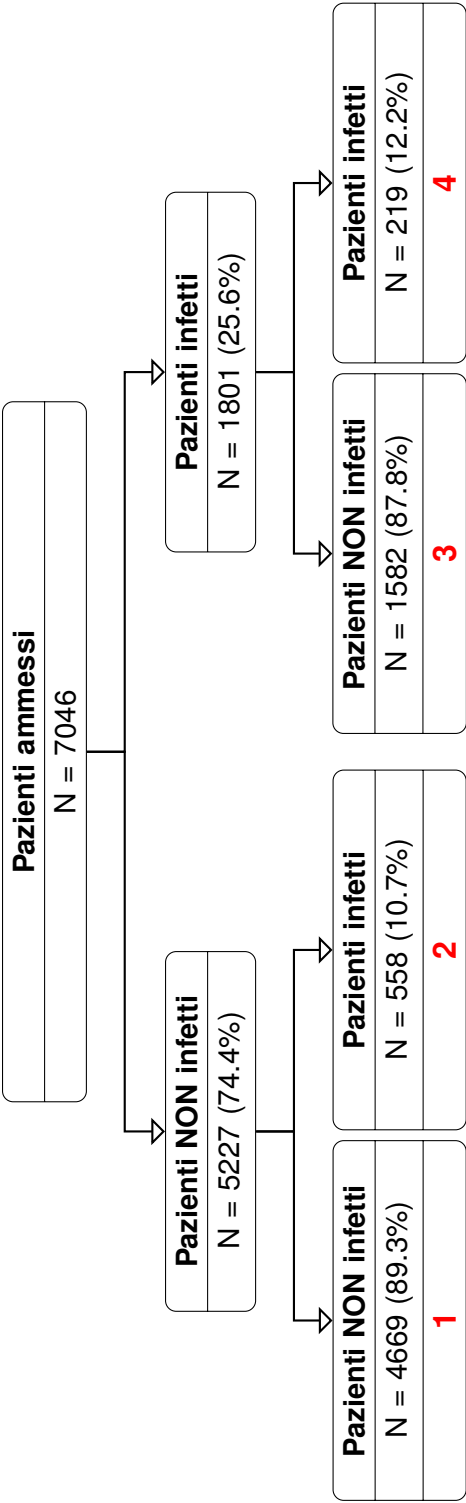 Pazienti ammessi
N = 7046
Pazienti NON infetti
N = 5227 (74.4%)
Pazienti infetti
N = 1801 (25.6%)
Pazienti NON infetti
N = 4669 (89.3%)
1
Pazienti infetti
N = 558 (10.7%)
2
Pazienti NON infetti
N = 1582 (87.8%)
3
Pazienti infetti
N = 219 (12.2%)
4